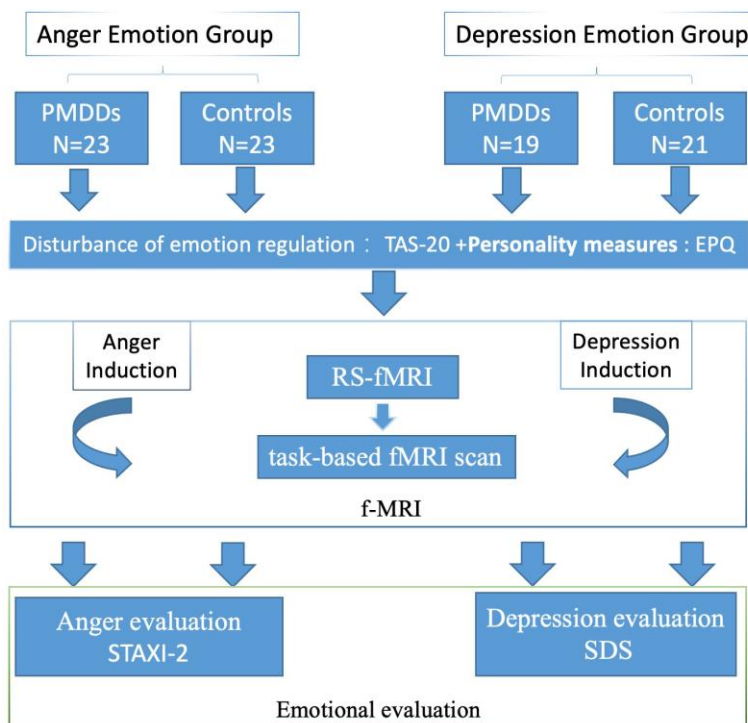 Anger Emotion Group
Depression Emotion Group
PMDDs
N=23
Controls
N=23
PMDDs
N=19
Controls
N=21
Disturbance of emotion regulation： TAS-20 +Personality measures : EPQ
Anger
Induction
Depression
Induction
RS-fMRI
task-based fMRI scan
f-MRI
Anger evaluation
STAXI-2
Depression evaluation
SDS
Emotional evaluation